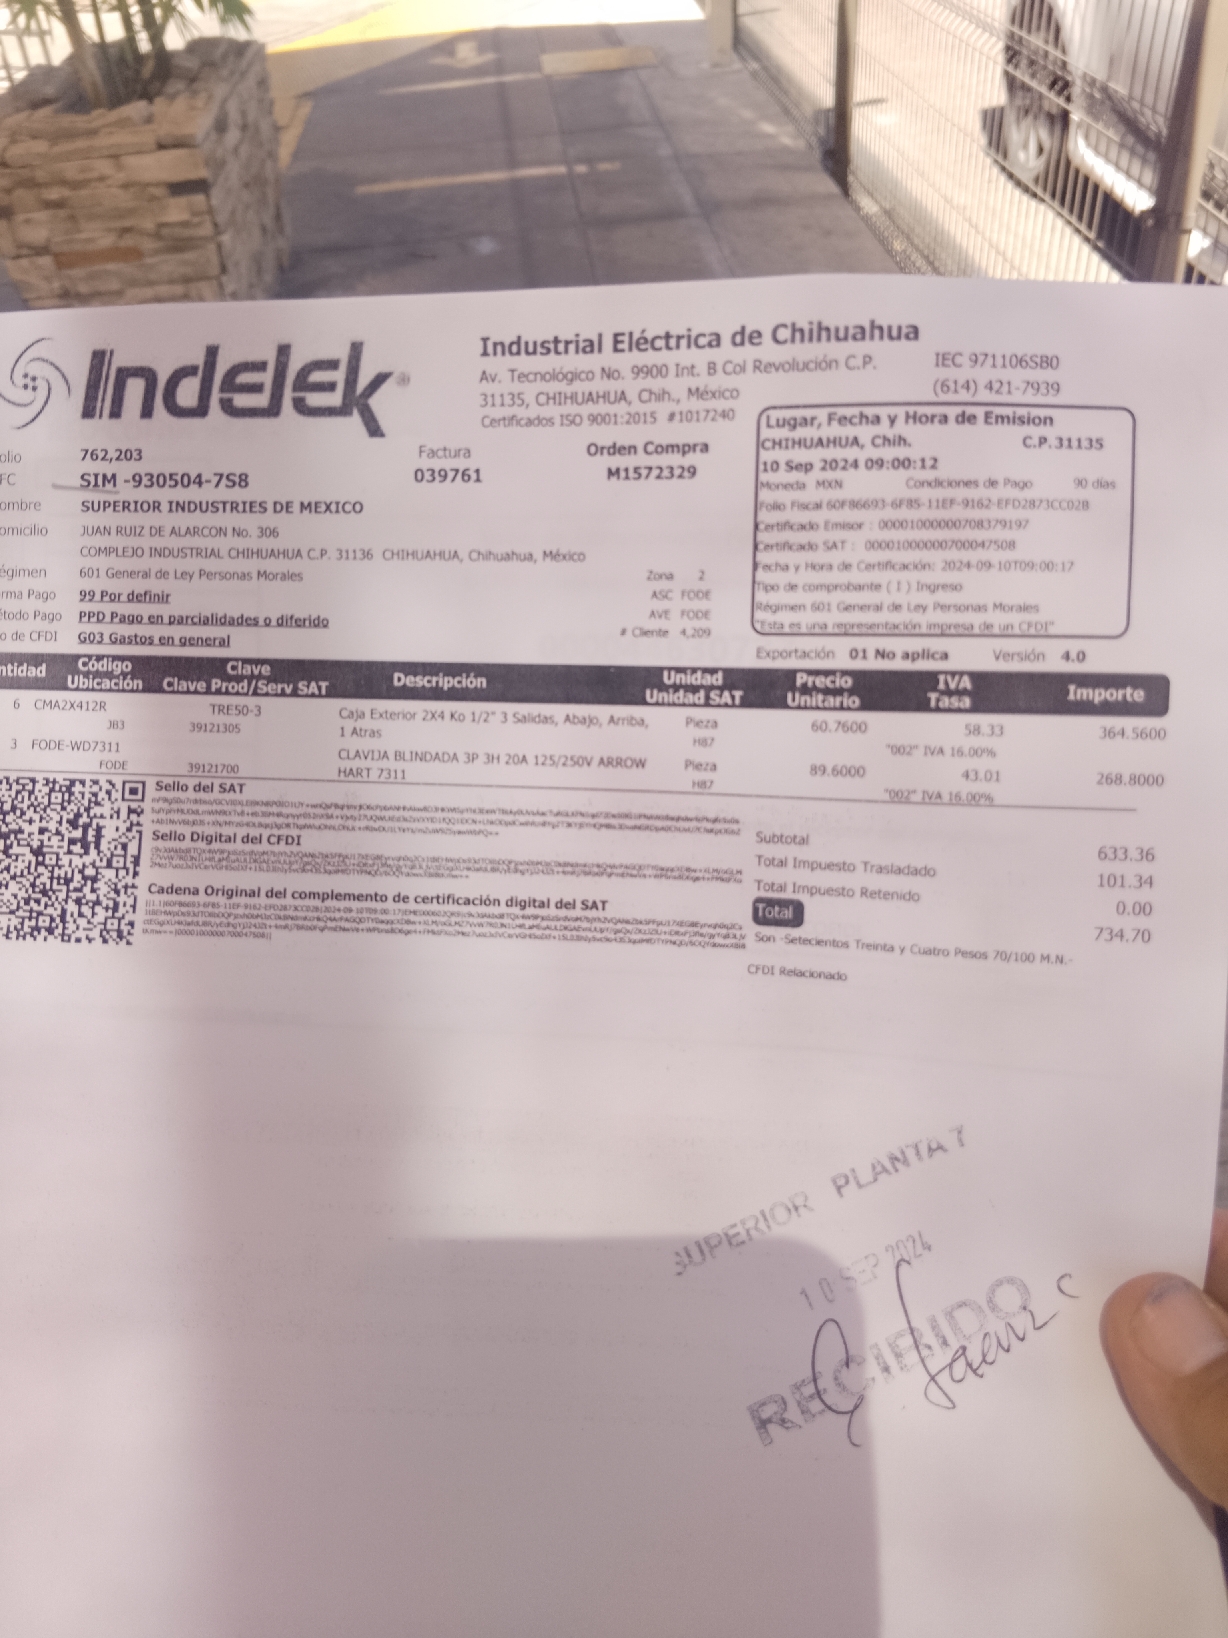 Indelek®
Industrial Eléctrica de Chihuahua
Av. Tecnológico No. 9900 Int. B Col Revolución C.P.
31135, CHIHUAHUA, Chih., México
Certificados ISO 9001:2015 #1017240
IEC 971106SB0
(614) 421-7939
olio 762,203
FC SIM -930504-7S8
ombre SUPERIOR INDUSTRIES DE MEXICO
omicilio JUAN RUIZ DE ALARCON No. 306
COMPLEJO INDUSTRIAL CHIHUAHUA C.P. 31136 CHIHUAHUA, Chihuahua, México
égimen 601 General de Ley Personas Morales
rma Pago 99 Por definir
étodo Pago PPD Pago en parcialidades o diferido
o de CFDI G03 Gastos en general
Factura
039761
Orden Compra
M1572329
Zona 2
ASC FODE
AVE FODE
# Cliente 4,209
Lugar, Fecha y Hora de Emision
CHIHUAHUA, Chih. C.P.31135
10 Sep 2024 09:00:12
Moneda MXN Condiciones de Pago 90 días
Folio Fiscal 60F86693-6F85-11EF-9162-EFD2873CC02B
Certificado Emisor : 00001000000708379197
Certificado SAT : 00001000000700047508
Fecha y Hora de Certificación: 2024-09-10T09:00:17
Tipo de comprobante ( I ) Ingreso
Régimen 601 General de Ley Personas Morales
"Esta es una representación impresa de un CFDI"
Exportación 01 No aplica Versión 4.0
ntidad Código Ubicación Clave Clave Prod/Serv SAT Descripción Unidad Unidad SAT Precio Unitario IVA Tasa Importe
6 CMA2X412R TRE50-3 Caja Exterior 2X4 Ko 1/2" 3 Salidas, Abajo, Arriba, Pieza 60.7600 58.33 364.5600
JB3 39121305 1 Atras H87 "002" IVA 16.00%
3 FODE-WD7311 CLAVIJA BLINDADA 3P 3H 20A 125/250V ARROW Pieza 89.6000 43.01 268.8000
FODE 39121700 HART 7311 H87 "002" IVA 16.00%
Sello del SAT
Sello Digital del CFDI
Cadena Original del complemento de certificación digital del SAT
Subtotal 633.36
Total Impuesto Trasladado 101.34
Total Impuesto Retenido 0.00
Total 734.70
Son -Setecientos Treinta y Cuatro Pesos 70/100 M.N.-
CFDI Relacionado
SUPERIOR PLANTA 7
10 SEP 2024
RECIBIDO